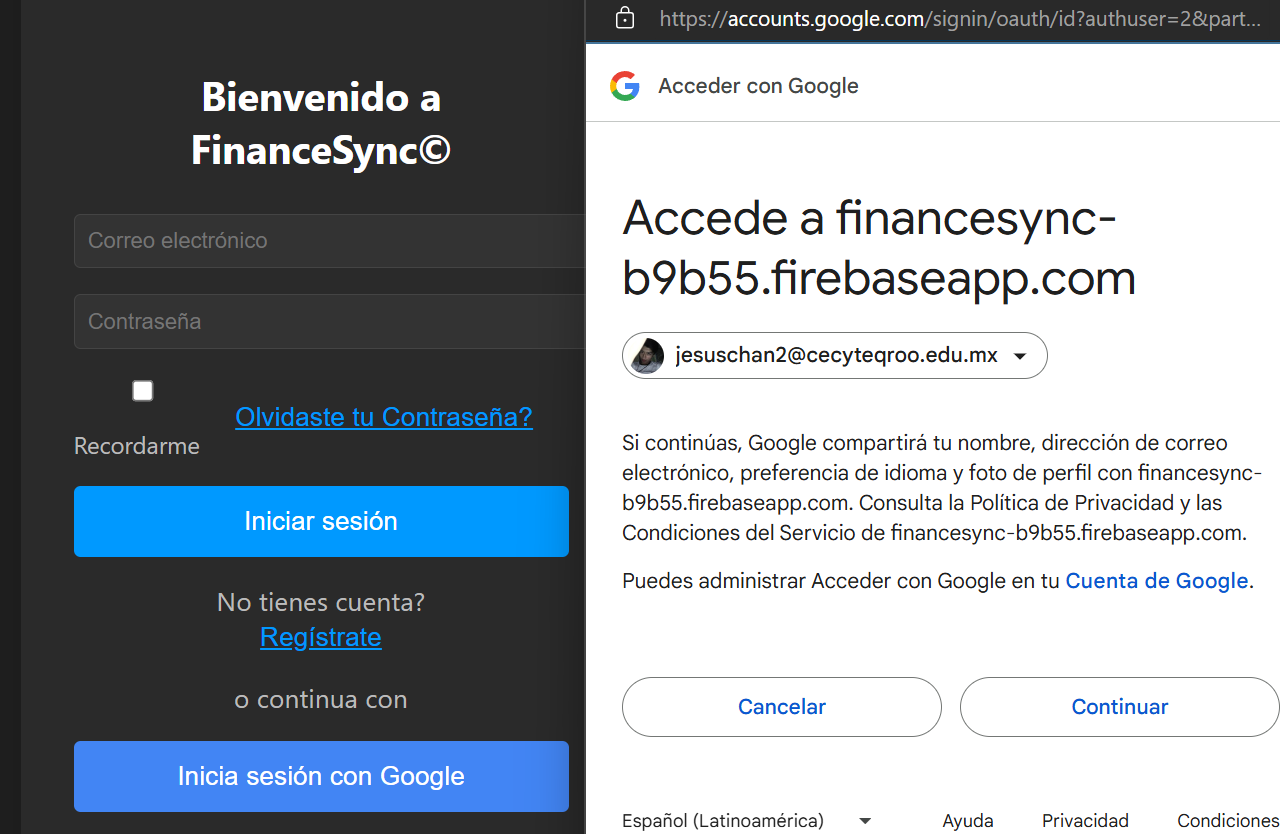 Bienvenido a
FinanceSync©
Correo electrónico
Contraseña
Olvidaste tu Contraseña?
Recordarme
Iniciar sesión
No tienes cuenta?
Regístrate
o continua con
Inicia sesión con Google
https://accounts.google.com/signin/oauth/id?authuser=2&part...
Acceder con Google
Accede a financesync-
b9b55.firebaseapp.com
jesuschan2@cecyteqroo.edu.mx
Si continúas, Google compartirá tu nombre, dirección de correo
electrónico, preferencia de idioma y foto de perfil con financesync-
b9b55.firebaseapp.com. Consulta la Política de Privacidad y las
Condiciones del Servicio de financesync-b9b55.firebaseapp.com.
Puedes administrar Acceder con Google en tu Cuenta de Google.
Cancelar
Continuar
Español (Latinoamérica)
Ayuda
Privacidad
Condiciones